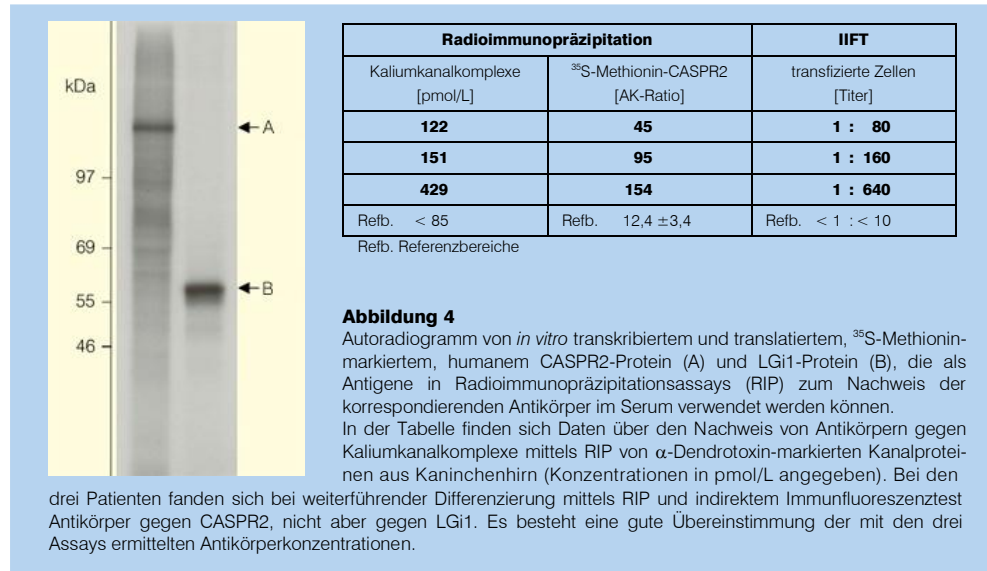 kDa
97
69
55
46
A
B
Radioimmunopräzipitation IIFT
Kaliumkanalkomplexe ³⁵S-Methionin-CASPR2 transfizierte Zellen
[pmol/L] [AK-Ratio] [Titer]
122 45 1 : 80
151 95 1 : 160
429 154 1 : 640
Refb. < 85 Refb. 12,4 ±3,4 Refb. < 1 : < 10
Refb. Referenzbereiche
Abbildung 4
Autoradiogramm von in vitro transkribiertem und translatiertem, ³⁵S-Methionin-
markiertem, humanem CASPR2-Protein (A) und LGi1-Protein (B), die als
Antigene in Radioimmunopräzipitationsassays (RIP) zum Nachweis der
korrespondierenden Antikörper im Serum verwendet werden können.
In der Tabelle finden sich Daten über den Nachweis von Antikörpern gegen
Kaliumkanalkomplexe mittels RIP von α-Dendrotoxin-markierten Kanalprotei-
nen aus Kaninchenhirn (Konzentrationen in pmol/L angegeben). Bei den
drei Patienten fanden sich bei weiterführender Differenzierung mittels RIP und indirektem Immunfluoreszenztest
Antikörper gegen CASPR2, nicht aber gegen LGi1. Es besteht eine gute Übereinstimmung der mit den drei
Assays ermittelten Antikörperkonzentrationen.